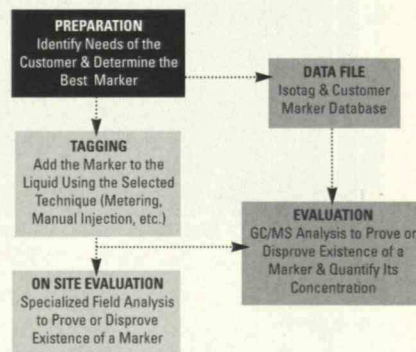 PREPARATION
Identify Needs of the
Customer & Determine the
Best Marker
DATA FILE
Isotag & Customer
Marker Database
TAGGING
Add the Marker to the
Liquid Using the Selected
Technique (Metering,
Manual Injection, etc.)
EVALUATION
GC/MS Analysis to Prove or
Disprove Existence of a
Marker & Quantify Its
Concentration
ON SITE EVALUATION
Specialized Field Analysis
to Prove or Disprove
Existence of a Marker